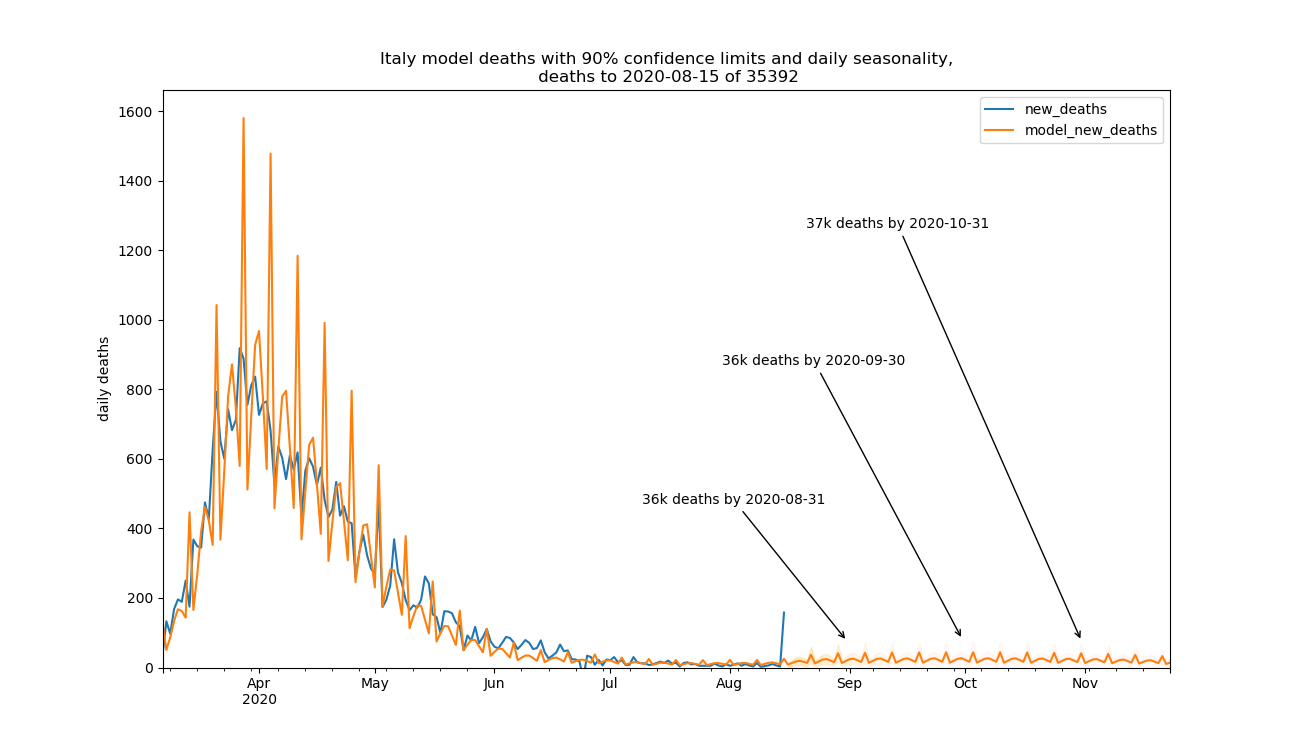 Italy model deaths with 90% confidence limits and daily seasonality,
deaths to 2020-08-15 of 35392
new_deaths
model_new_deaths
daily deaths
1600
1400
1200
1000
800
600
400
200
0
37k deaths by 2020-10-31
36k deaths by 2020-09-30
36k deaths by 2020-08-31
Apr May Jun Jul Aug Sep Oct Nov
2020